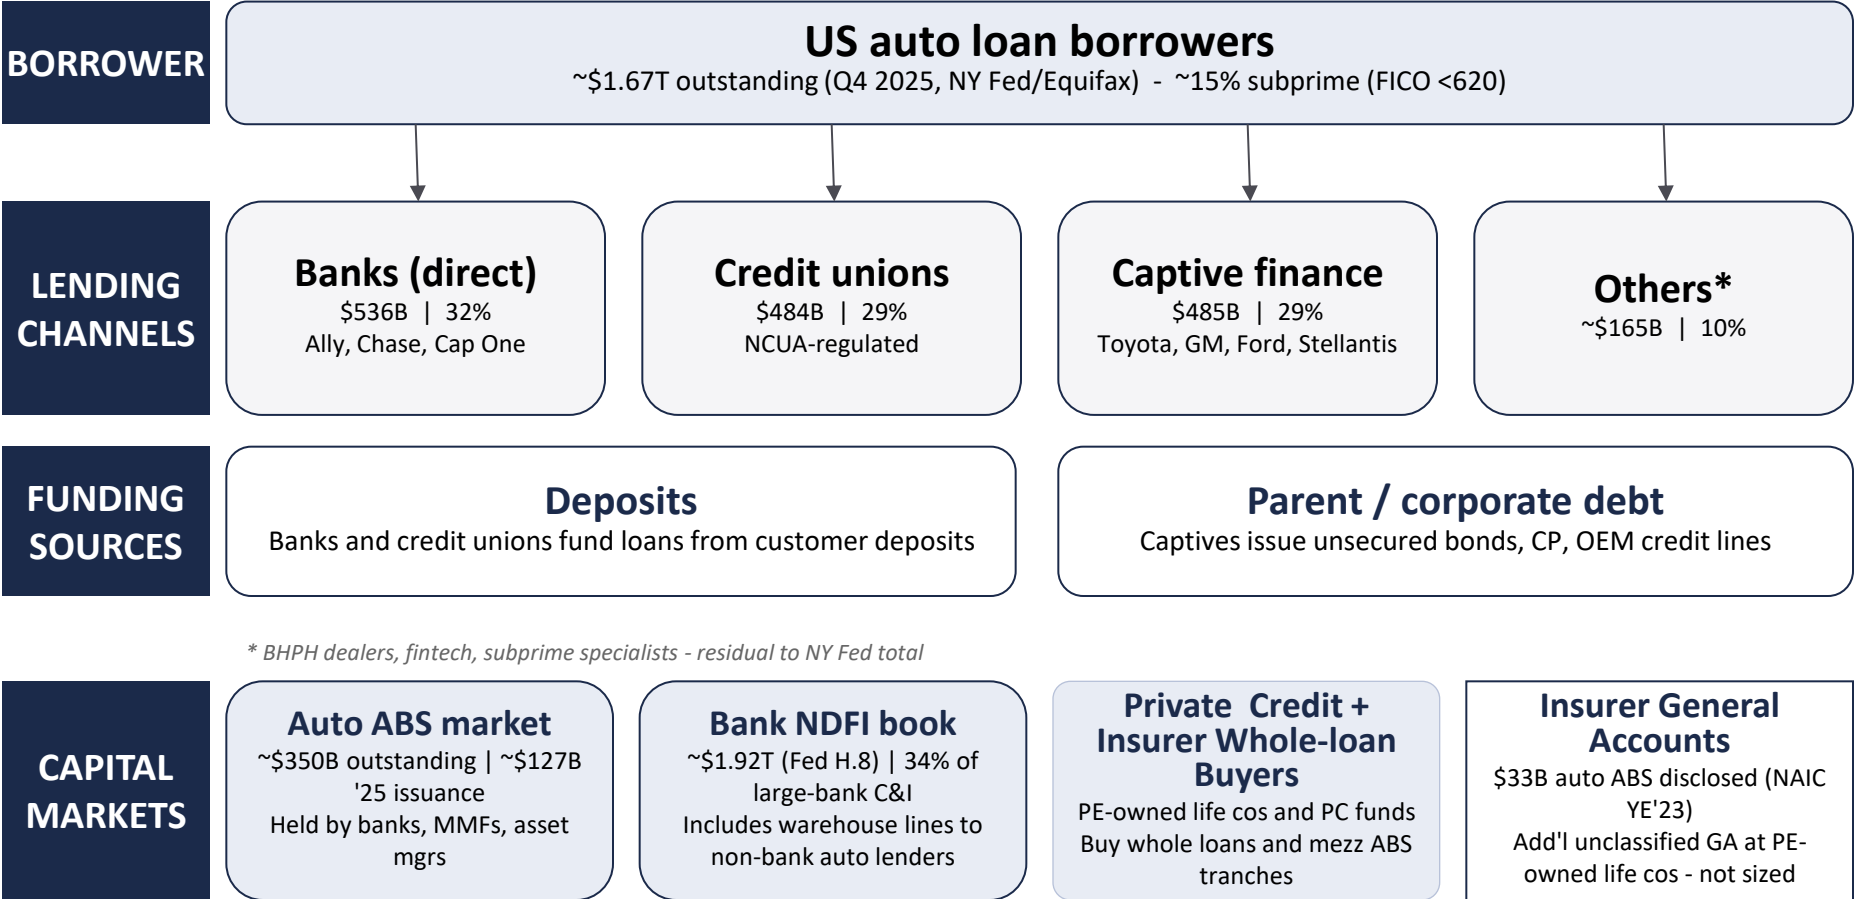 BORROWER
US auto loan borrowers
~$1.67T outstanding (Q4 2025, NY Fed/Equifax) - ~15% subprime (FICO <620)
LENDING
CHANNELS
Banks (direct)
$536B | 32%
Ally, Chase, Cap One
Credit unions
$484B | 29%
NCUA-regulated
Captive finance
$485B | 29%
Toyota, GM, Ford, Stellantis
Others*
~$165B | 10%
FUNDING
SOURCES
Deposits
Banks and credit unions fund loans from customer deposits
Parent / corporate debt
Captives issue unsecured bonds, CP, OEM credit lines
* BHPH dealers, fintech, subprime specialists - residual to NY Fed total
CAPITAL
MARKETS
Auto ABS market
~$350B outstanding | ~$127B
'25 issuance
Held by banks, MMFs, asset
mgrs
Bank NDFI book
~$1.92T (Fed H.8) | 34% of
large-bank C&I
Includes warehouse lines to
non-bank auto lenders
Private Credit +
Insurer Whole-loan
Buyers
PE-owned life cos and PC funds
Buy whole loans and mezz ABS
tranches
Insurer General
Accounts
$33B auto ABS disclosed (NAIC
YE'23)
Add'l unclassified GA at PE-
owned life cos - not sized